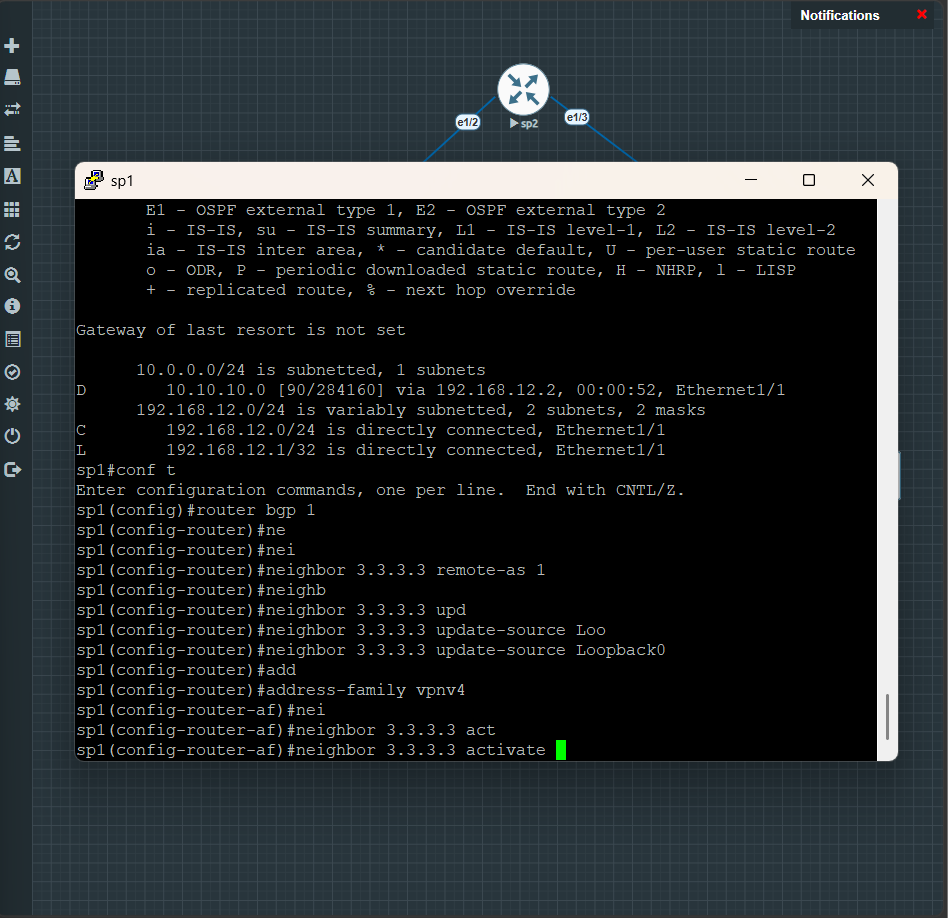 Notifications
e1/2
e1/3
sp2
sp1
E1 - OSPF external type 1, E2 - OSPF external type 2
i - IS-IS, su - IS-IS summary, L1 - IS-IS level-1, L2 - IS-IS level-2
ia - IS-IS inter area, * - candidate default, U - per-user static route
o - ODR, P - periodic downloaded static route, H - NHRP, l - LISP
+ - replicated route, % - next hop override
Gateway of last resort is not set
10.0.0.0/24 is subnetted, 1 subnets
D 10.10.10.0 [90/284160] via 192.168.12.2, 00:00:52, Ethernet1/1
192.168.12.0/24 is variably subnetted, 2 subnets, 2 masks
C 192.168.12.0/24 is directly connected, Ethernet1/1
L 192.168.12.1/32 is directly connected, Ethernet1/1
sp1#conf t
Enter configuration commands, one per line.  End with CNTL/Z.
sp1(config)#router bgp 1
sp1(config-router)#ne
sp1(config-router)#nei
sp1(config-router)#neighbor 3.3.3.3 remote-as 1
sp1(config-router)#neighb
sp1(config-router)#neighbor 3.3.3.3 upd
sp1(config-router)#neighbor 3.3.3.3 update-source Loo
sp1(config-router)#neighbor 3.3.3.3 update-source Loopback0
sp1(config-router)#add
sp1(config-router)#address-family vpnv4
sp1(config-router-af)#nei
sp1(config-router-af)#neighbor 3.3.3.3 act
sp1(config-router-af)#neighbor 3.3.3.3 activate